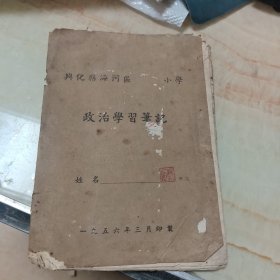 興化縣海河區　　小學
政治學習筆記
姓名
一九五六年三月印製